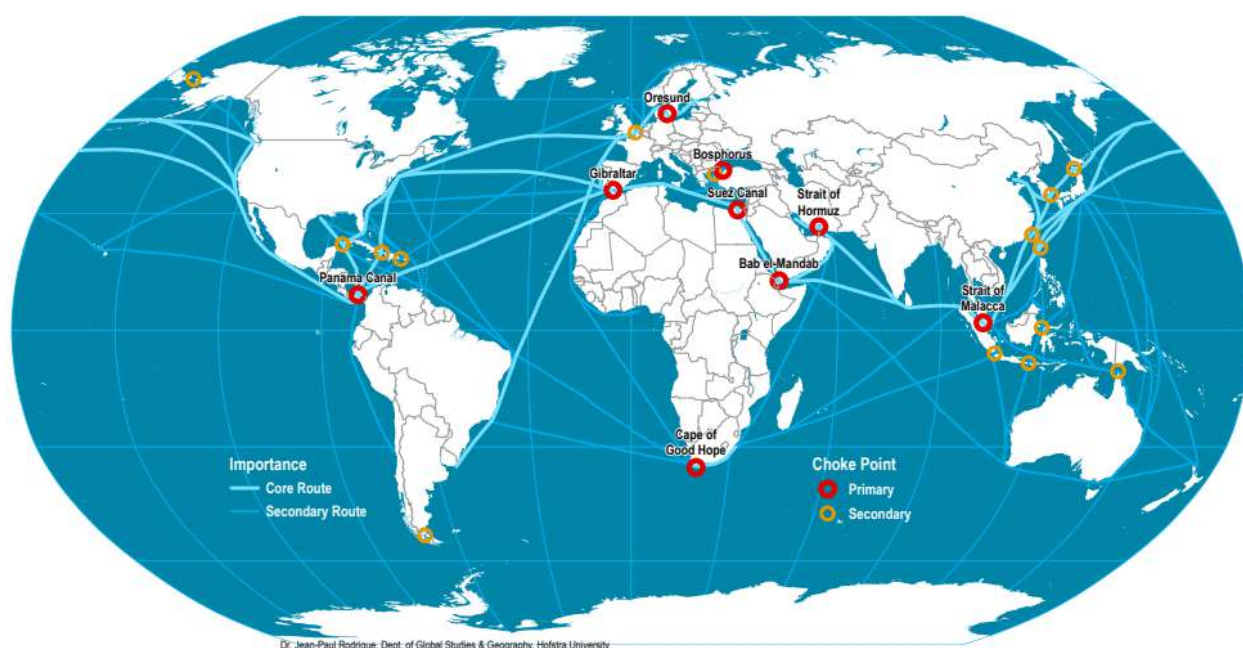 Oresund
Bosphorus
Gibraltar
Suez Canal
Strait of
Hormuz
Bab el-Mandab
Panama Canal
Strait of
Malacca
Cape of
Good Hope
Importance
Core Route
Secondary Route
Choke Point
Primary
Secondary
Dr. Jean-Paul Rodrigue, Dept. of Global Studies & Geography, Hofstra University